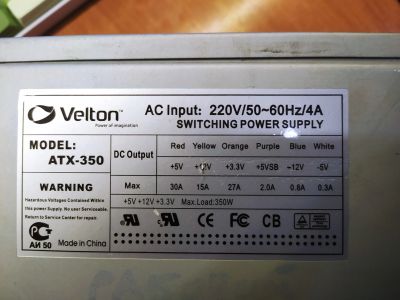 Velton™
Power of imagination
AC Input: 220V/50~60Hz/4A
SWITCHING POWER SUPPLY
MODEL:
ATX-350
DC Output Red Yellow Orange Purple Blue White
+5V +12V +3.3V +5VSB -12V -5V
Max 30A 15A 27A 2.0A 0.8A 0.3A
+5V +12V +3.3V Max.Load:350W
WARNING
Hazardous Voltages Contained Within
this Power Supply. no User Serviceable.
Return to Service Center for Repair.
АИ 50
Made in China
FC CE CB